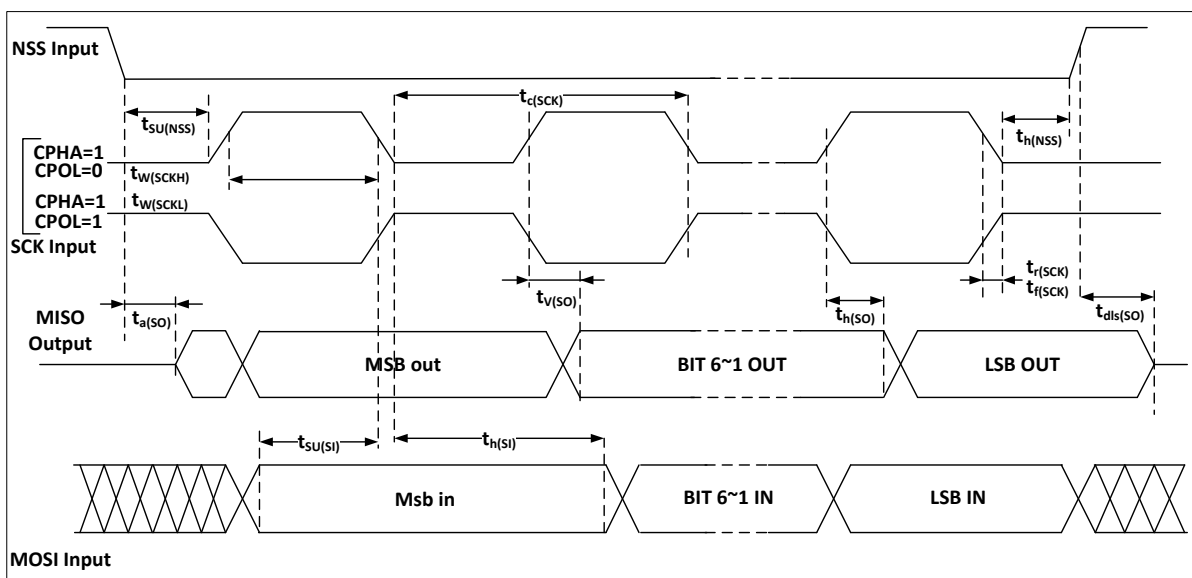 NSS Input
tc(SCK)
tSU(NSS)
th(NSS)
CPHA=1
CPOL=0
tW(SCKH)
CPHA=1
tW(SCKL)
CPOL=1
SCK Input
tV(SO)
tr(SCK)
tf(SCK)
ta(SO)
th(SO)
tdls(SO)
MISO
Output
MSB out
BIT 6~1 OUT
LSB OUT
tSU(SI)
th(SI)
Msb in
BIT 6~1 IN
LSB IN
MOSI Input